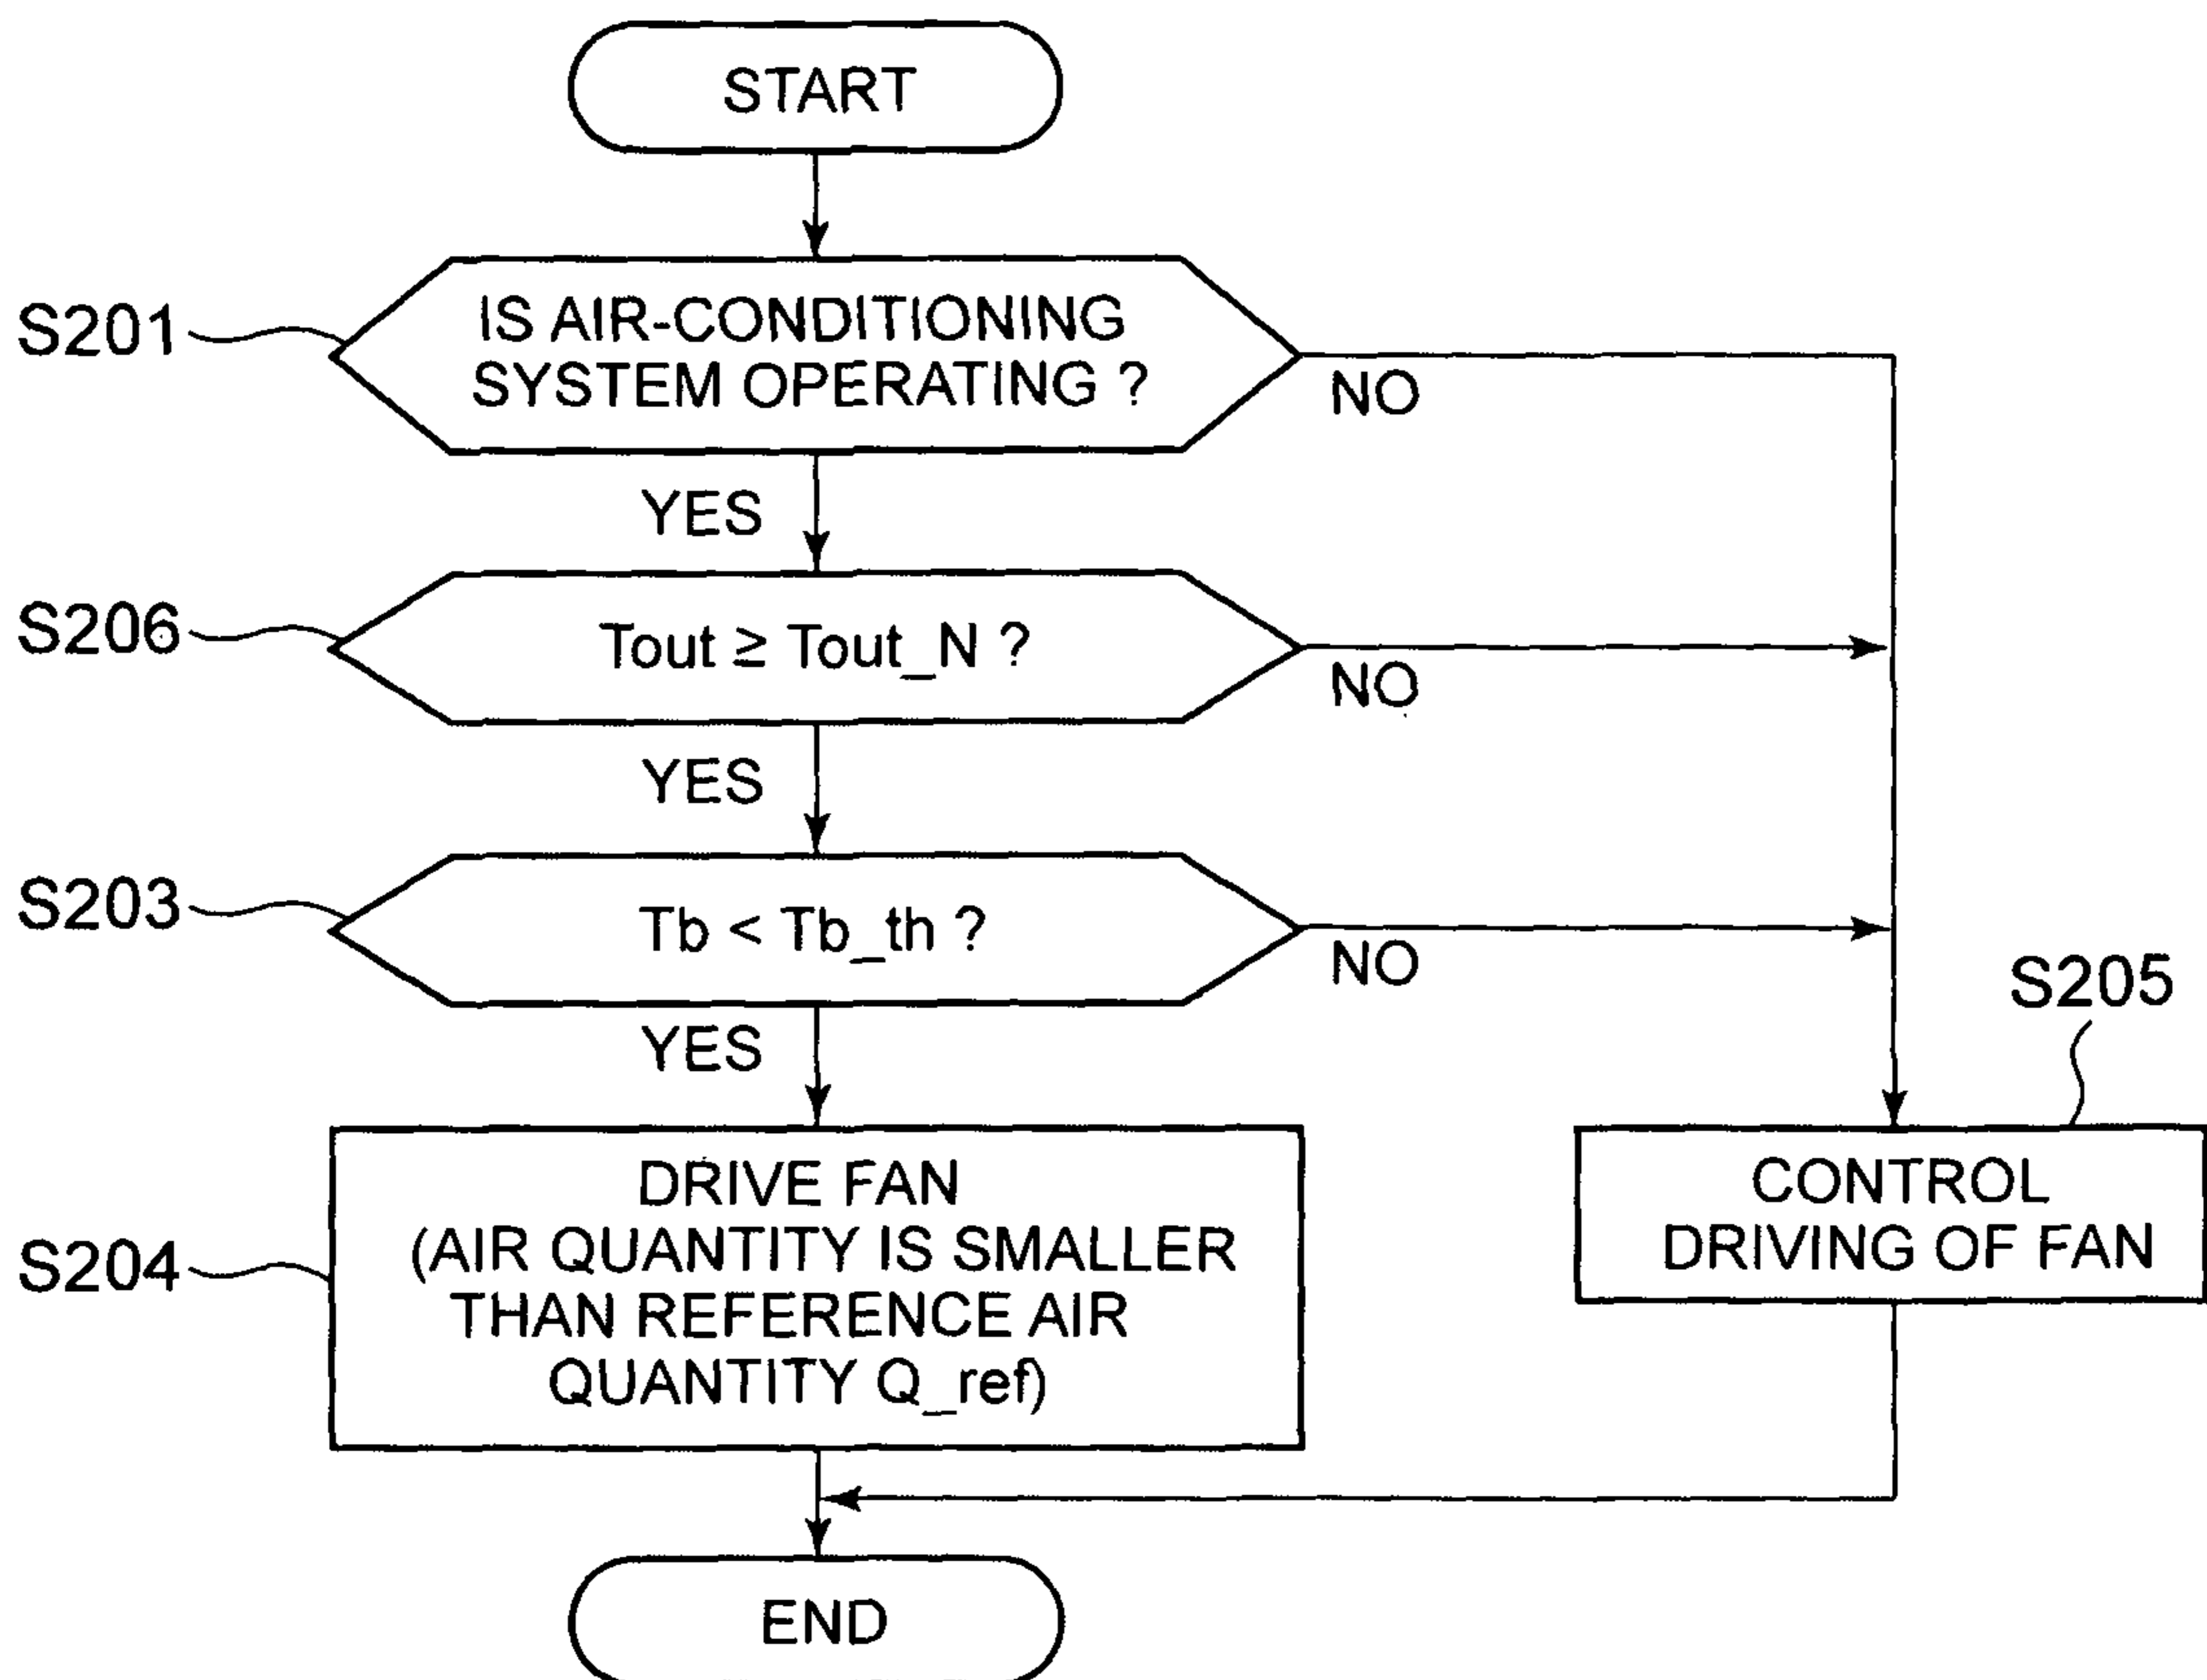 START
S201
IS AIR-CONDITIONING
SYSTEM OPERATING ?
NO
YES
S206
Tout ≥ Tout_N ?
NO
YES
S203
Tb < Tb_th ?
NO
YES
S205
S204
DRIVE FAN
(AIR QUANTITY IS SMALLER
THAN REFERENCE AIR
QUANTITY Q_ref)
CONTROL
DRIVING OF FAN
END